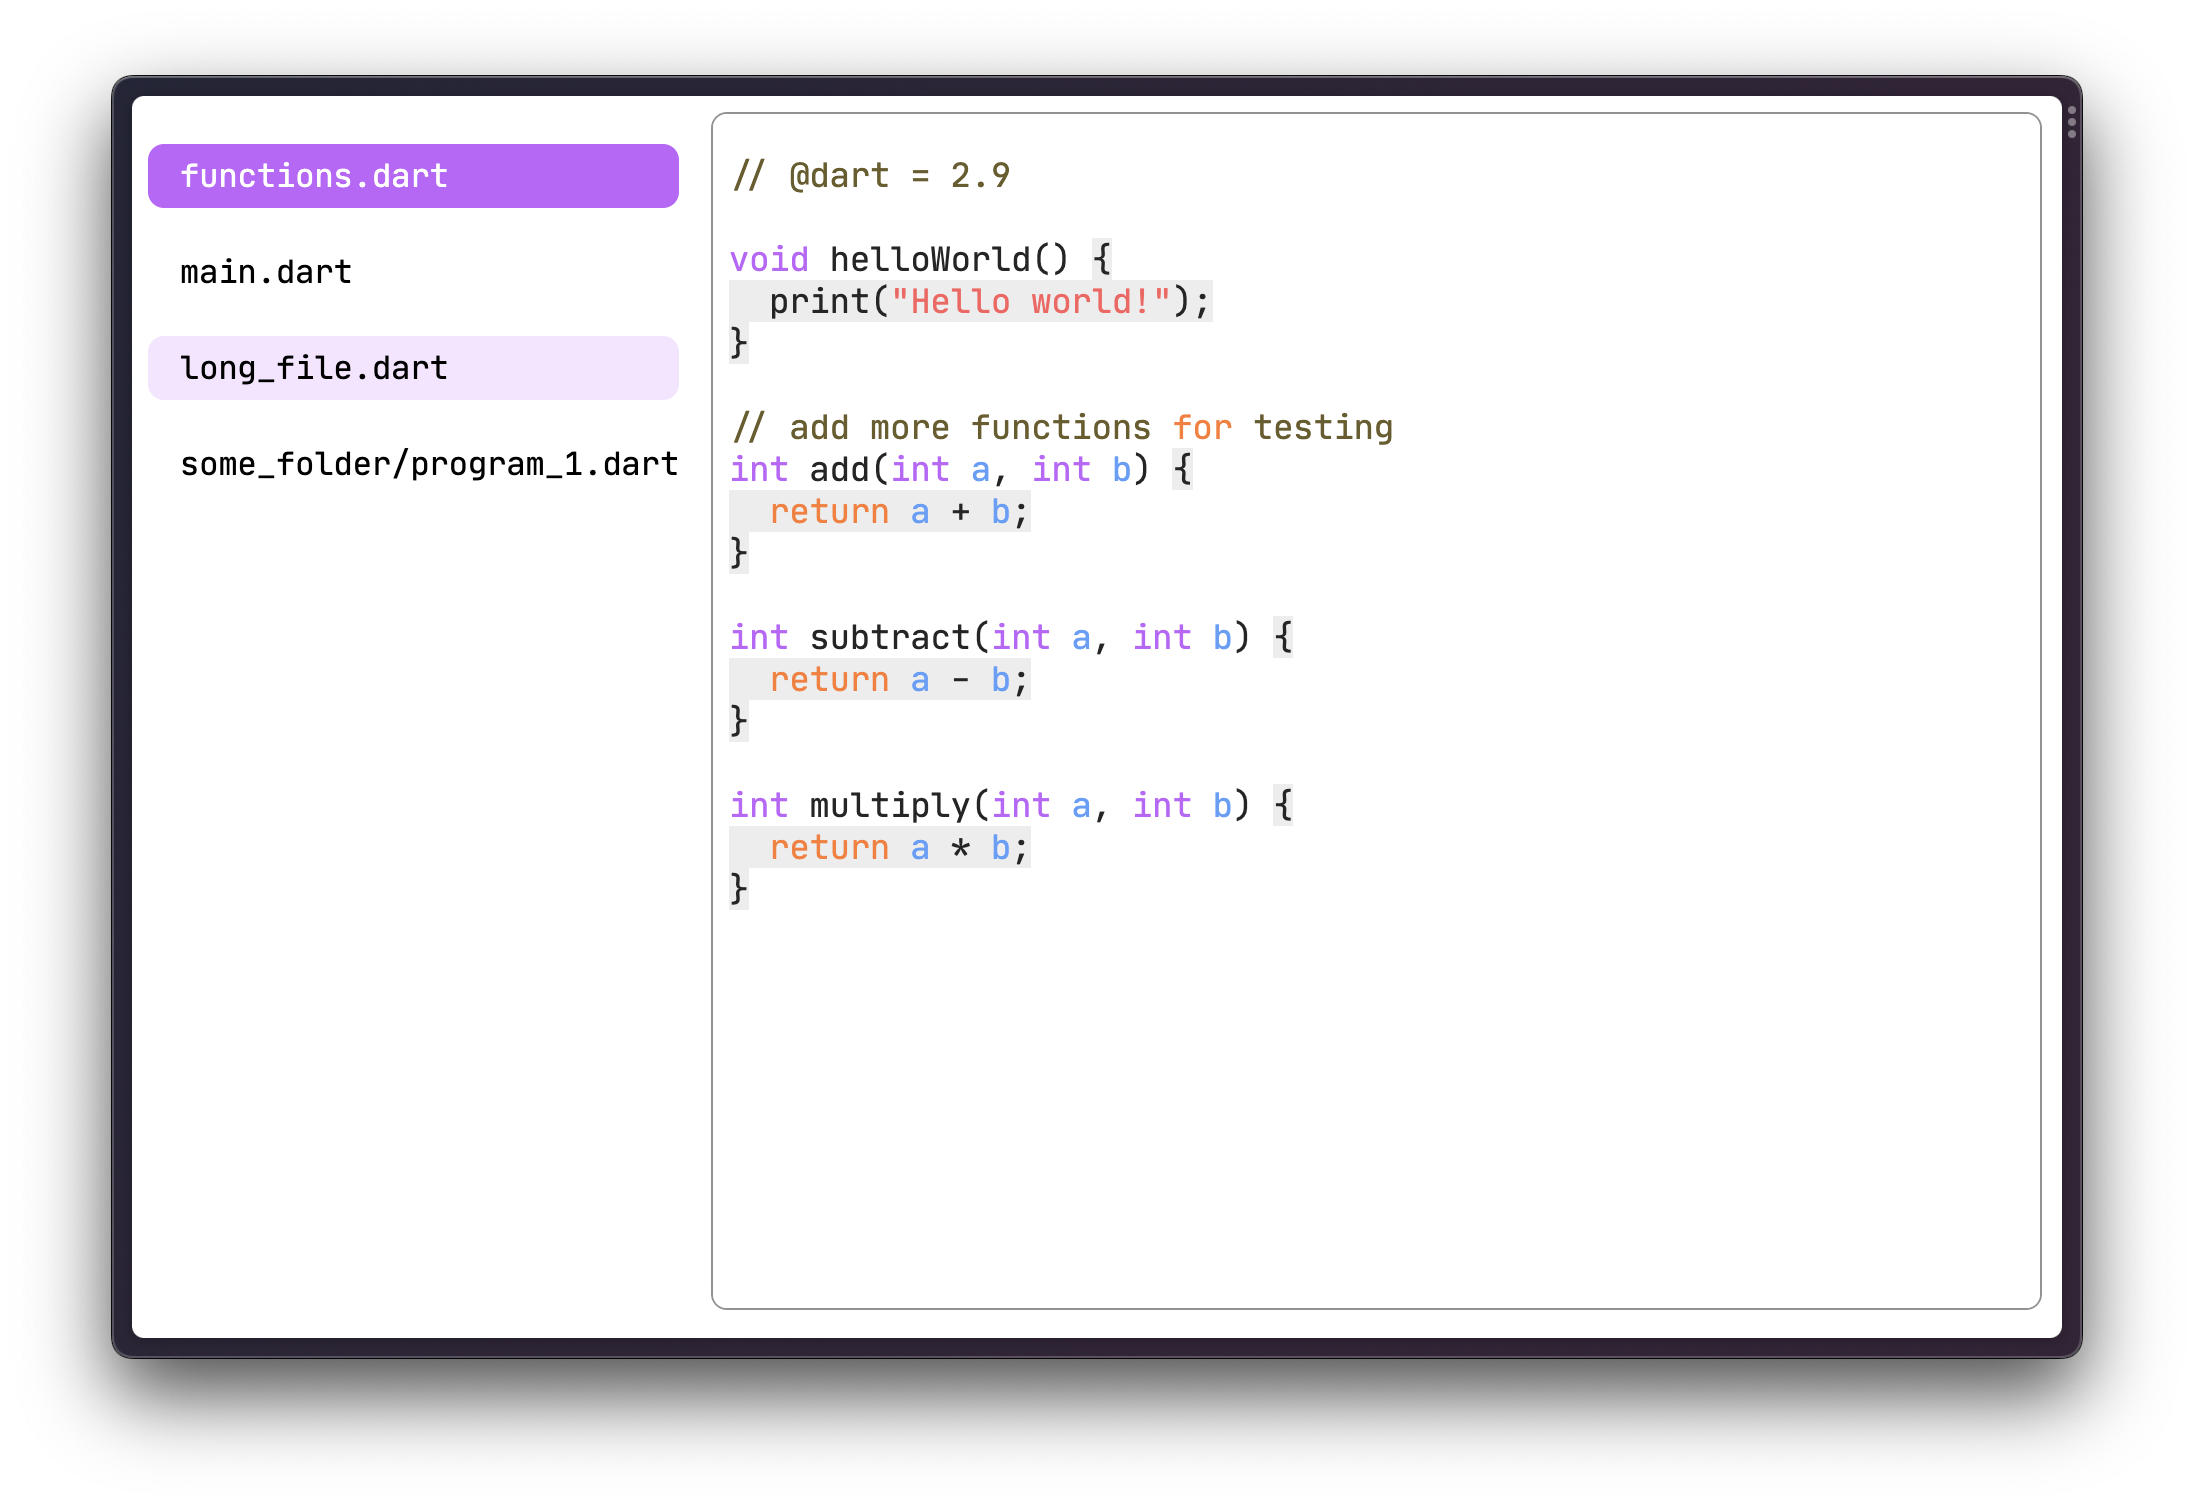 functions.dart
main.dart
long_file.dart
some_folder/program_1.dart
// @dart = 2.9
void helloWorld() {
  print("Hello world!");
}
// add more functions for testing
int add(int a, int b) {
  return a + b;
}
int subtract(int a, int b) {
  return a - b;
}
int multiply(int a, int b) {
  return a * b;
}